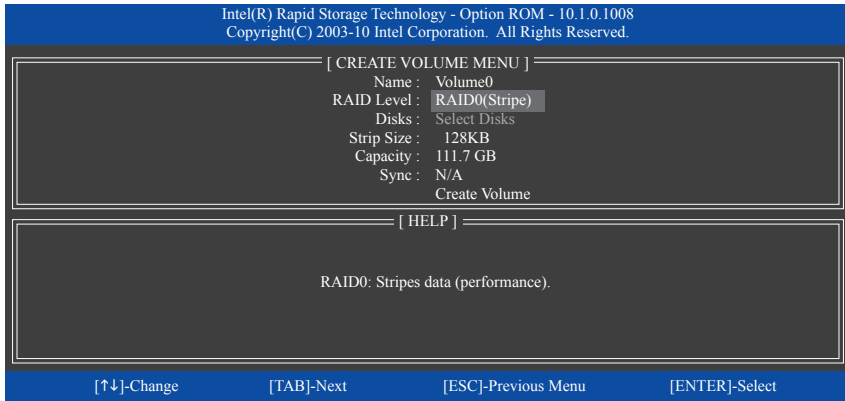 Intel(R) Rapid Storage Technology - Option ROM - 10.1.0.1008
Copyright(C) 2003-10 Intel Corporation. All Rights Reserved.
[ CREATE VOLUME MENU ]
Name : Volume0
RAID Level : RAID0(Stripe)
Disks : Select Disks
Strip Size : 128KB
Capacity : 111.7 GB
Sync : N/A
Create Volume
[ HELP ]
RAID0: Stripes data (performance).
[↑↓]-Change [TAB]-Next [ESC]-Previous Menu [ENTER]-Select